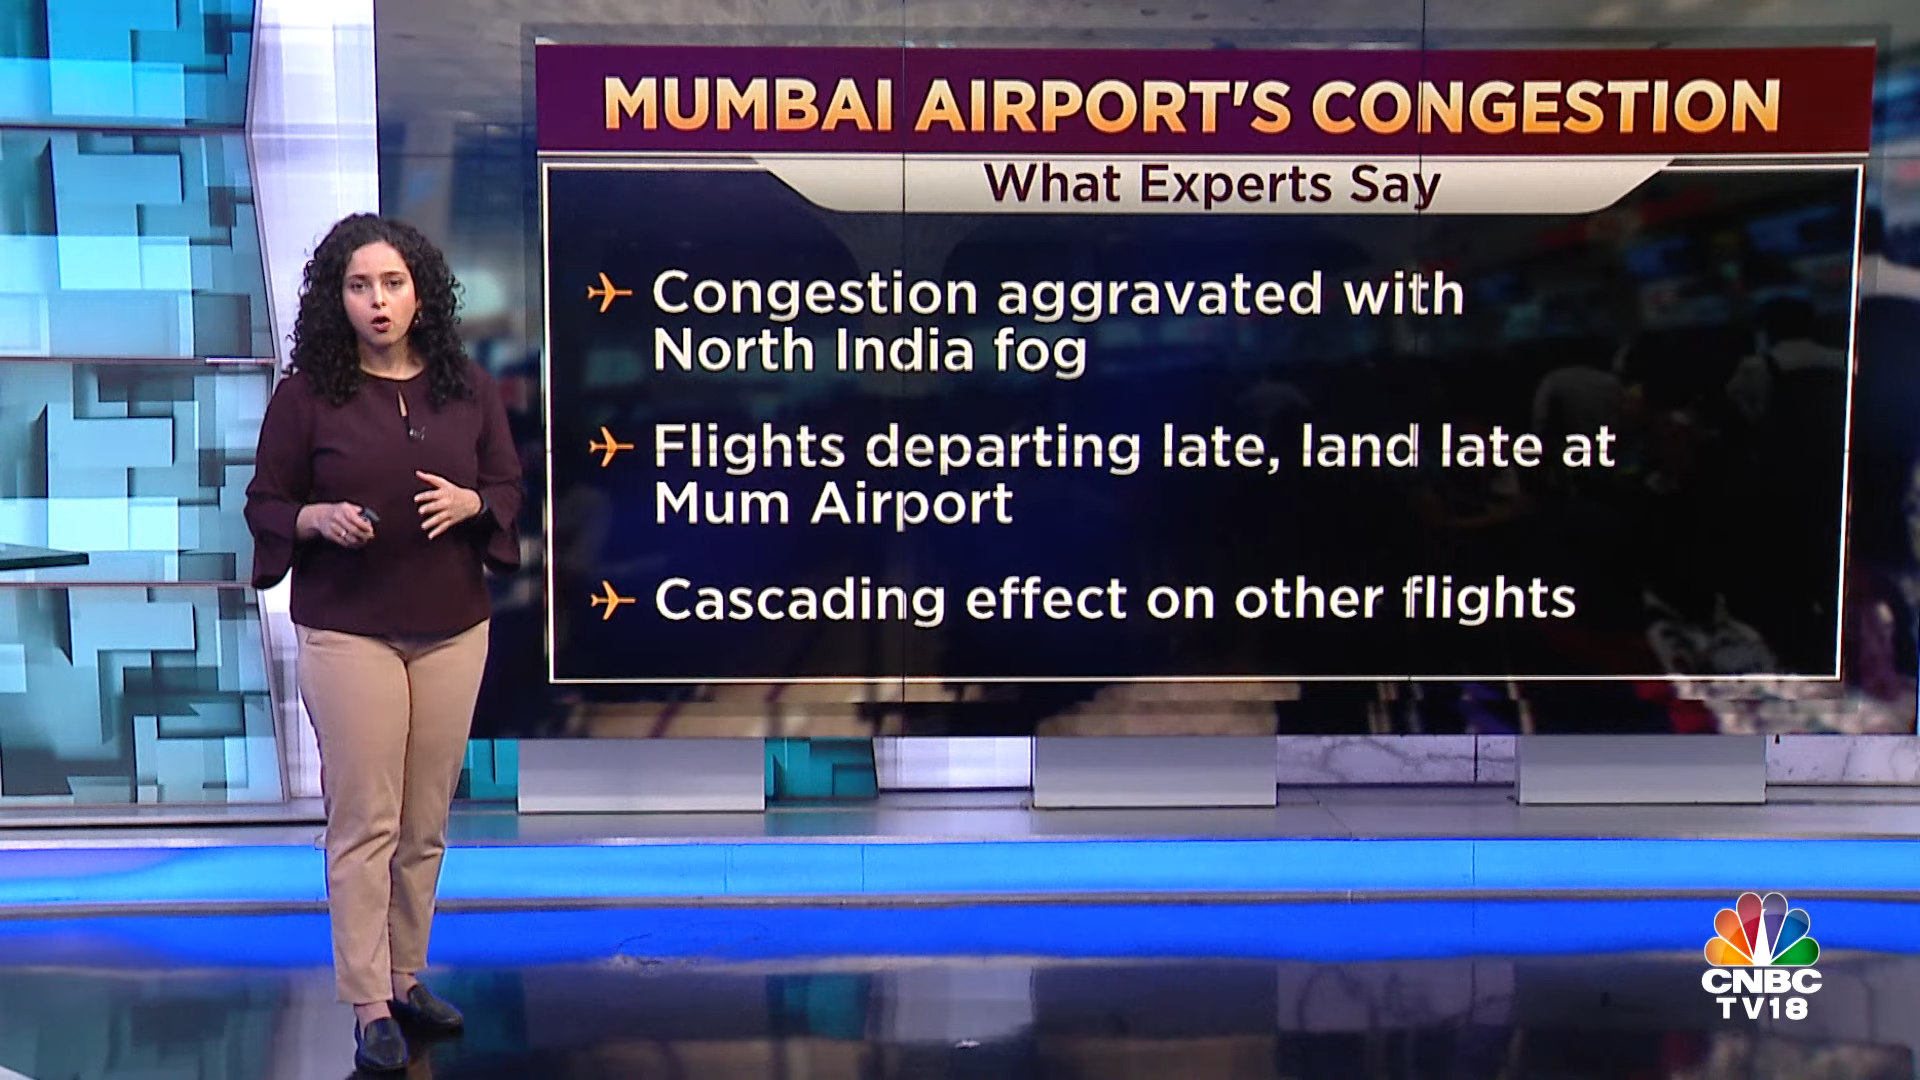 MUMBAI AIRPORT'S CONGESTION
What Experts Say
Congestion aggravated with
North India fog
Flights departing late, land late at
Mum Airport
Cascading effect on other flights
CNBC
TV18